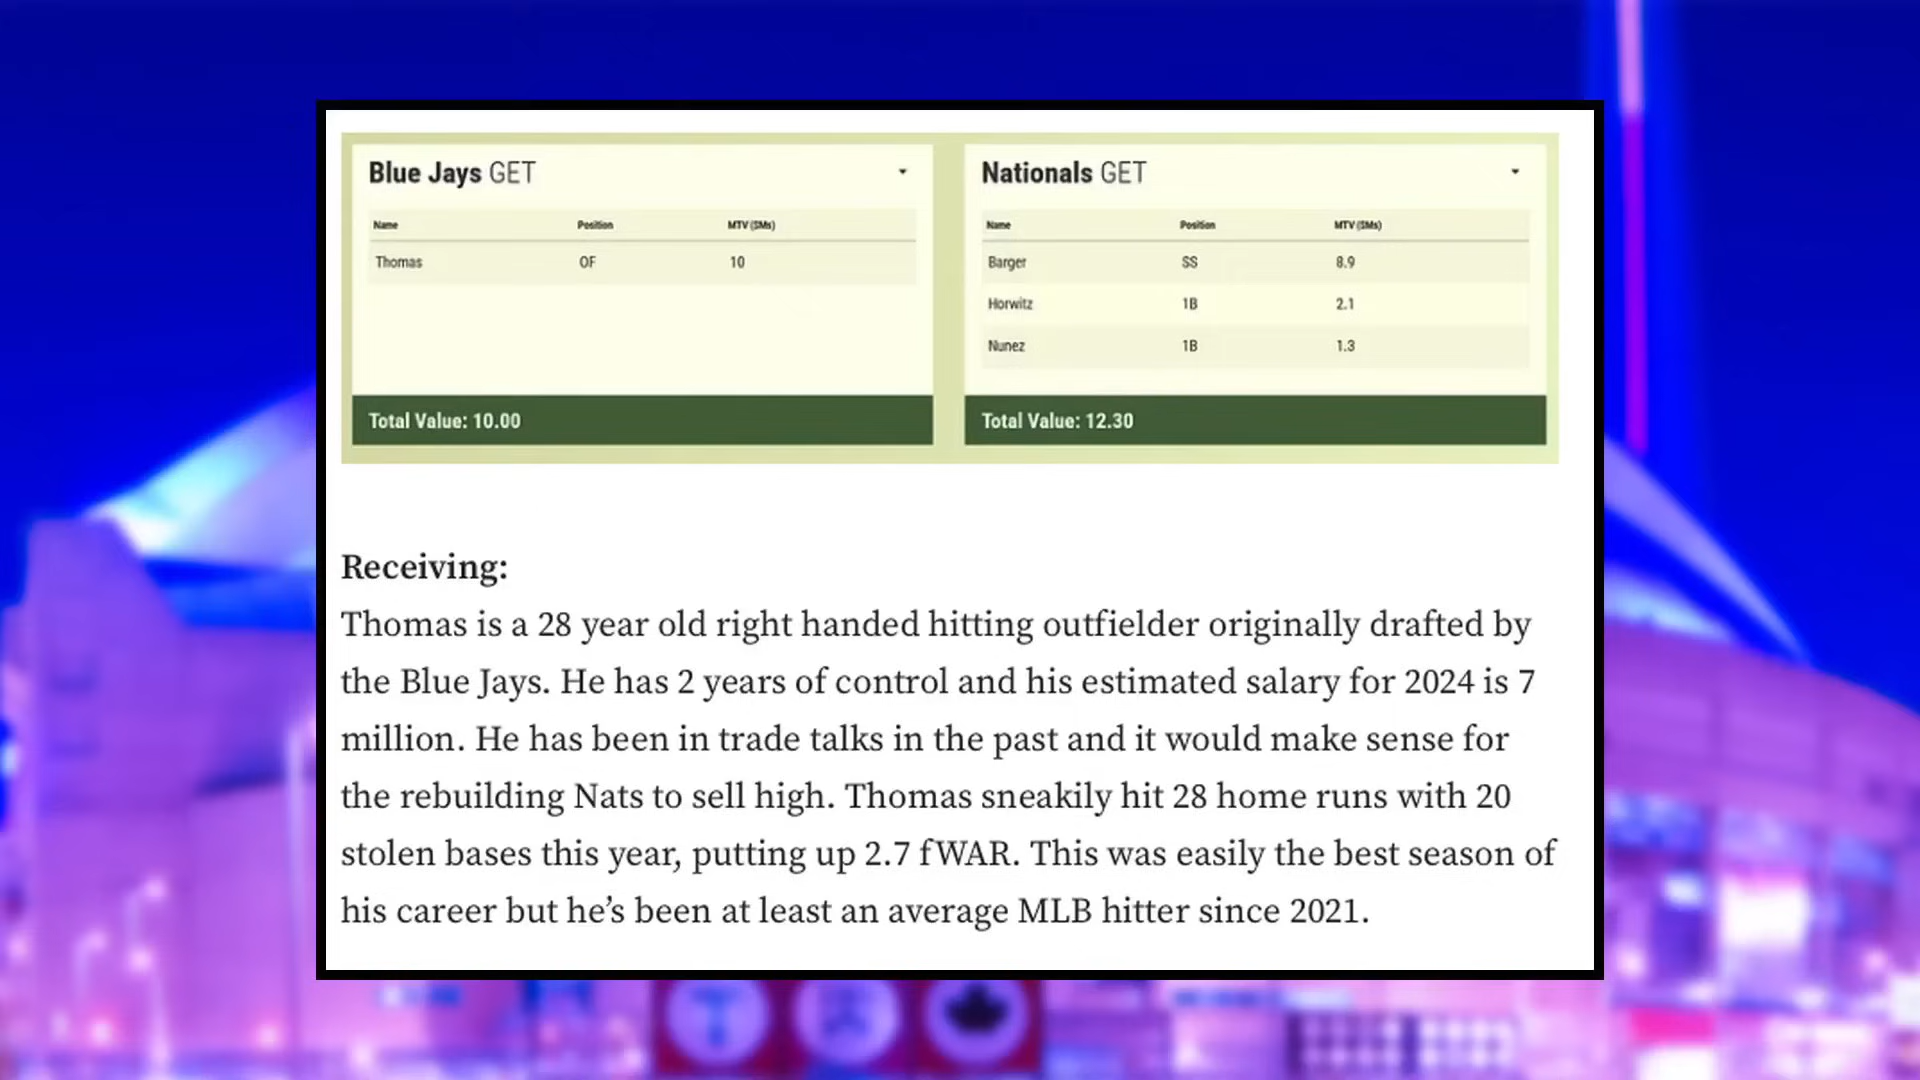 Blue Jays GET
Name Position MTV ($Ms)
Thomas OF 10
Total Value: 10.00
Nationals GET
Name Position MTV ($Ms)
Barger SS 8.9
Horwitz 1B 2.1
Nunez 1B 1.3
Total Value: 12.30
Receiving:
Thomas is a 28 year old right handed hitting outfielder originally drafted by
the Blue Jays. He has 2 years of control and his estimated salary for 2024 is 7
million. He has been in trade talks in the past and it would make sense for
the rebuilding Nats to sell high. Thomas sneakily hit 28 home runs with 20
stolen bases this year, putting up 2.7 fWAR. This was easily the best season of
his career but he’s been at least an average MLB hitter since 2021.